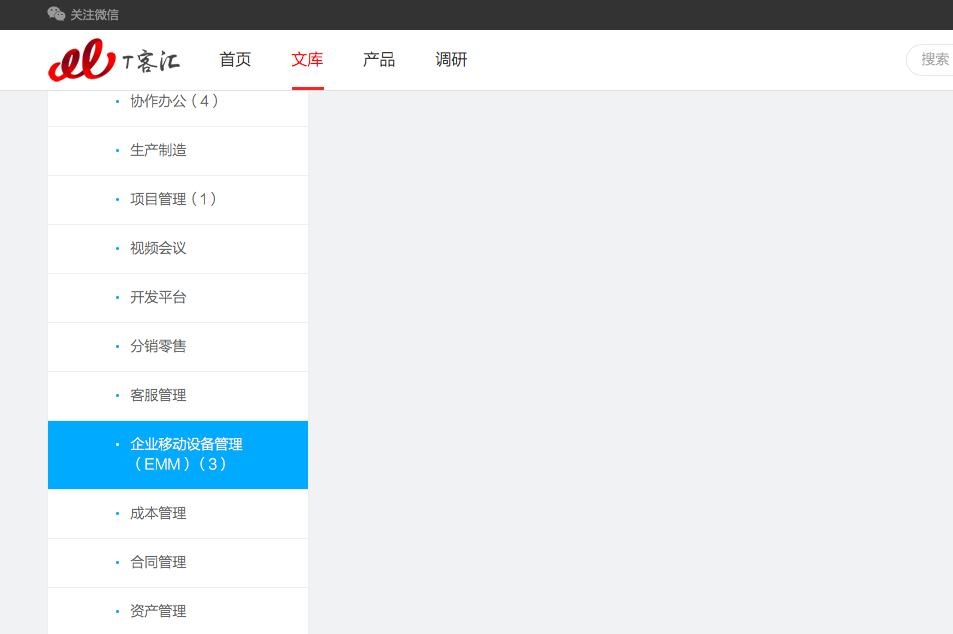 关注微信
T客汇
首页
文库
产品
调研
搜索
协作办公（4）
生产制造
项目管理（1）
视频会议
开发平台
分销零售
客服管理
企业移动设备管理
（EMM）（3）
成本管理
合同管理
资产管理